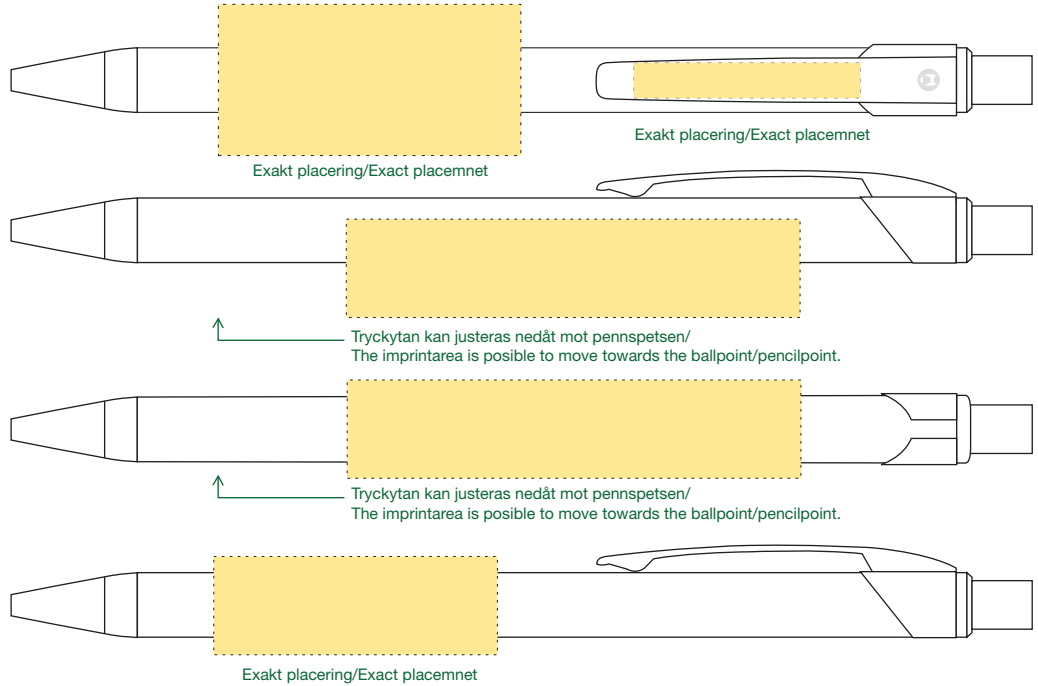 Exakt placering/Exact placemnet
Exakt placering/Exact placemnet
Tryckytan kan justeras nedåt mot pennspetsen/
The imprintarea is posible to move towards the ballpoint/pencilpoint.
Tryckytan kan justeras nedåt mot pennspetsen/
The imprintarea is posible to move towards the ballpoint/pencilpoint.
Exakt placering/Exact placemnet